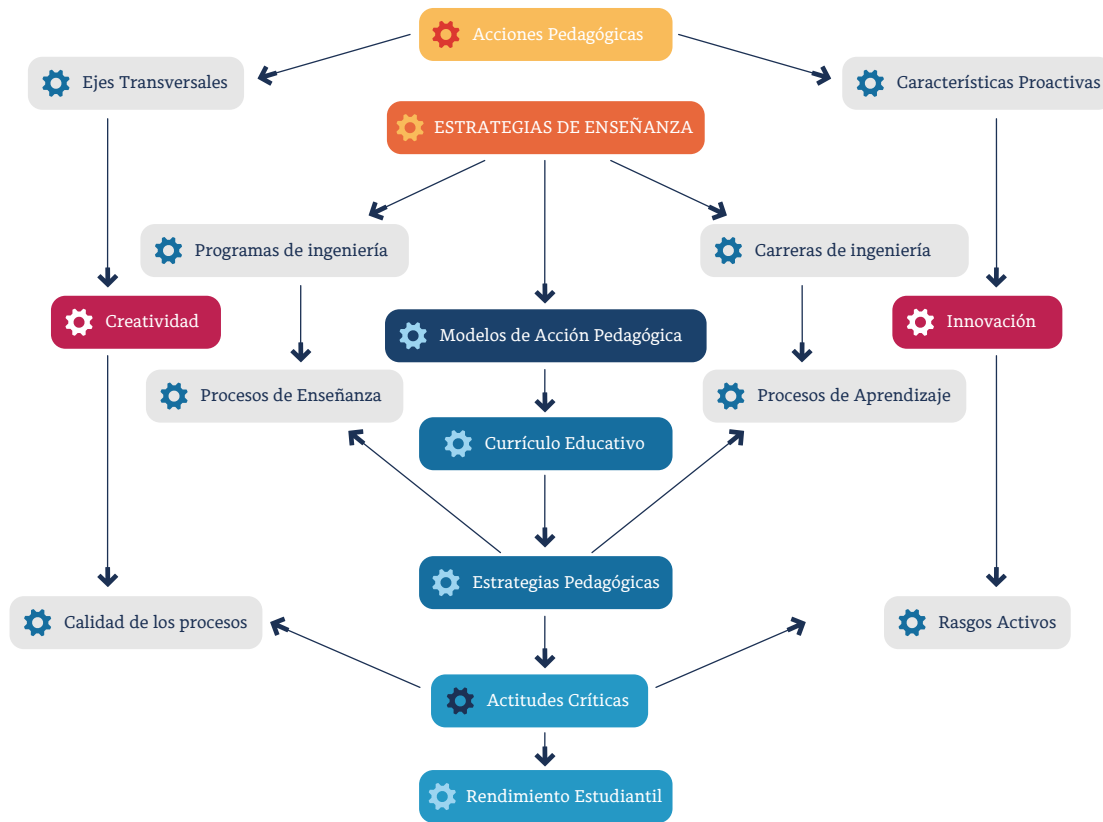 Acciones Pedagógicas
Ejes Transversales
Características Proactivas
ESTRATEGIAS DE ENSEÑANZA
Programas de ingeniería
Carreras de ingeniería
Creatividad
Modelos de Acción Pedagógica
Innovación
Procesos de Enseñanza
Procesos de Aprendizaje
Currículo Educativo
Estrategias Pedagógicas
Calidad de los procesos
Rasgos Activos
Actitudes Críticas
Rendimiento Estudiantil